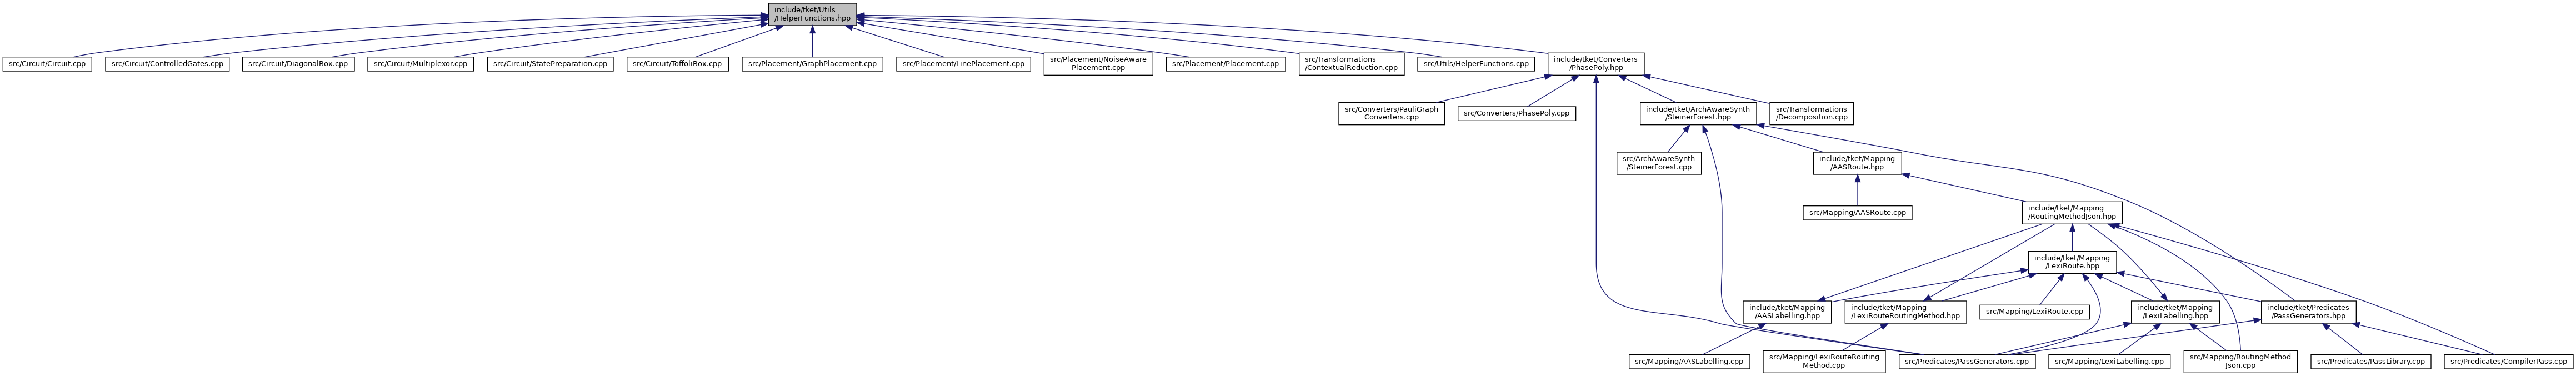 include/tket/Utils
/HelperFunctions.hpp
src/Circuit/Circuit.cpp
src/Circuit/ControlledGates.cpp
src/Circuit/DiagonalBox.cpp
src/Circuit/Multiplexor.cpp
src/Circuit/StatePreparation.cpp
src/Circuit/ToffoliBox.cpp
src/Placement/GraphPlacement.cpp
src/Placement/LinePlacement.cpp
src/Placement/NoiseAware
Placement.cpp
src/Placement/Placement.cpp
src/Transformations
/ContextualReduction.cpp
src/Utils/HelperFunctions.cpp
include/tket/Converters
/PhasePoly.hpp
src/Converters/PauliGraph
Converters.cpp
src/Converters/PhasePoly.cpp
include/tket/ArchAwareSynth
/SteinerForest.hpp
src/Transformations
/Decomposition.cpp
src/ArchAwareSynth
/SteinerForest.cpp
include/tket/Mapping
/AASRoute.hpp
src/Mapping/AASRoute.cpp
include/tket/Mapping
/RoutingMethodJson.hpp
include/tket/Mapping
/LexiRoute.hpp
include/tket/Mapping
/AASLabelling.hpp
include/tket/Mapping
/LexiRouteRoutingMethod.hpp
src/Mapping/LexiRoute.cpp
include/tket/Mapping
/LexiLabelling.hpp
include/tket/Predicates
/PassGenerators.hpp
src/Mapping/AASLabelling.cpp
src/Mapping/LexiRouteRouting
Method.cpp
src/Predicates/PassGenerators.cpp
src/Mapping/LexiLabelling.cpp
src/Mapping/RoutingMethod
Json.cpp
src/Predicates/PassLibrary.cpp
src/Predicates/CompilerPass.cpp